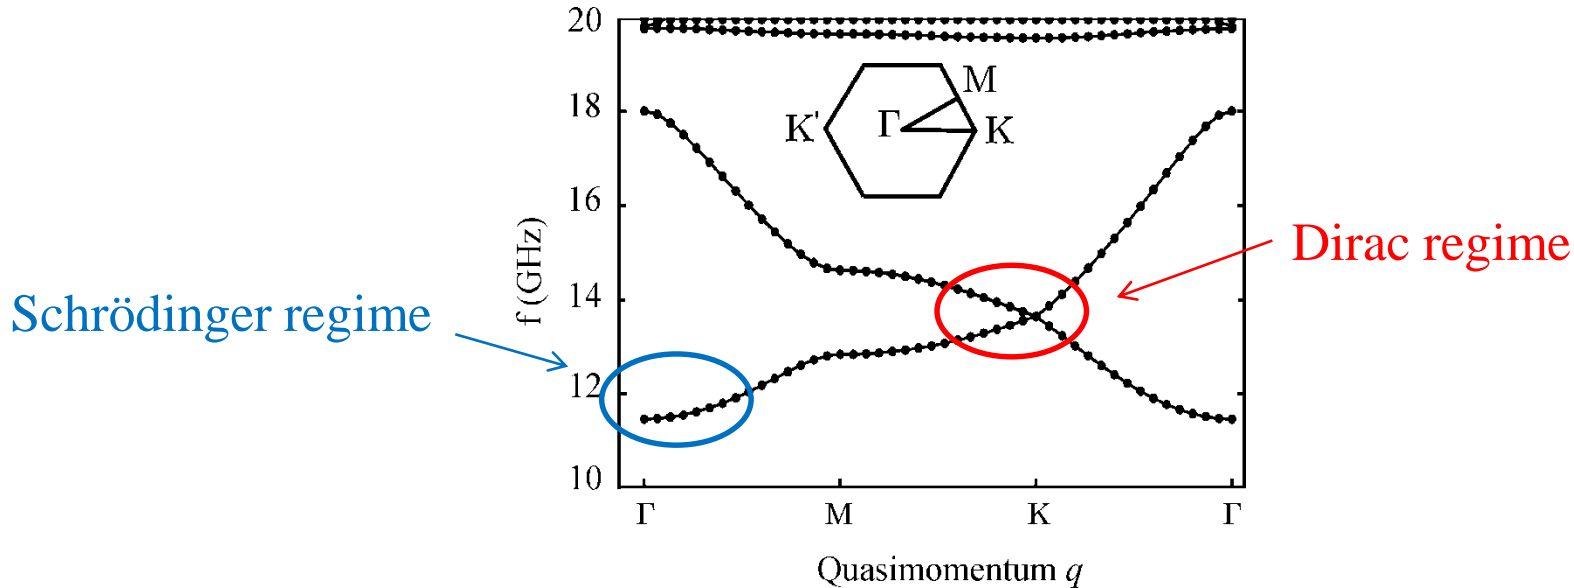 20
18
16
14
12
10
f (GHz)
Γ
M
K
Γ
Quasimomentum q
M
K'
Γ
K
Schrödinger regime
Dirac regime